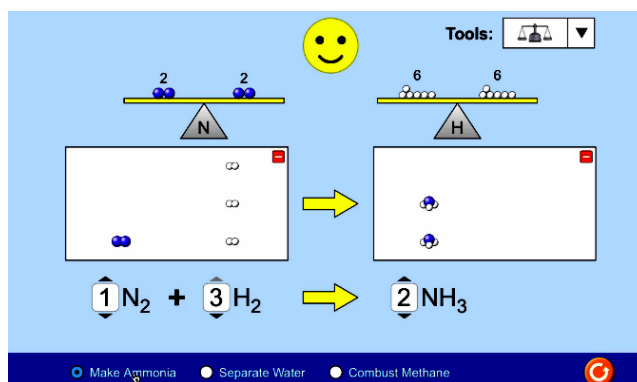 Tools:
2 2 6 6
N H
1 N₂ + 3 H₂ 2 NH₃
Make Ammonia Separate Water Combust Methane